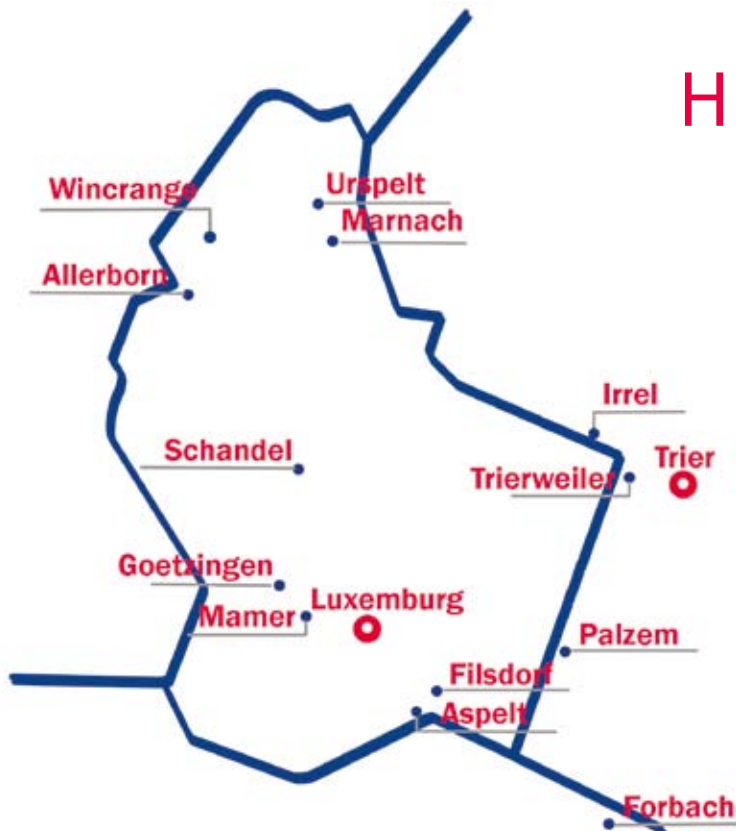 H
Wincrange
Urspelt
Marnach
Allerborn
Irrel
Schandel
Trier
Trierweiler
Goetzingen
Luxemburg
Mamer
Palzem
Filsdorf
Aspelt
Forbach